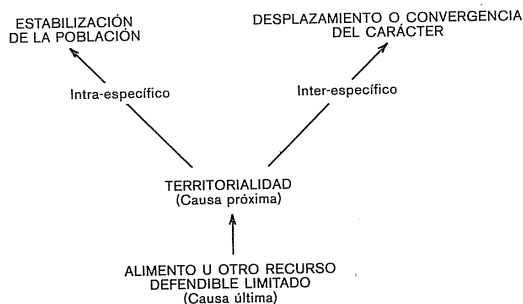 ESTABILIZACIÓN
DE LA POBLACIÓN
DESPLAZAMIENTO O CONVERGENCIA
DEL CARÁCTER
Intra-específico
Inter-específico
TERRITORIALIDAD
(Causa próxima)
ALIMENTO U OTRO RECURSO
DEFENDIBLE LIMITADO
(Causa última)